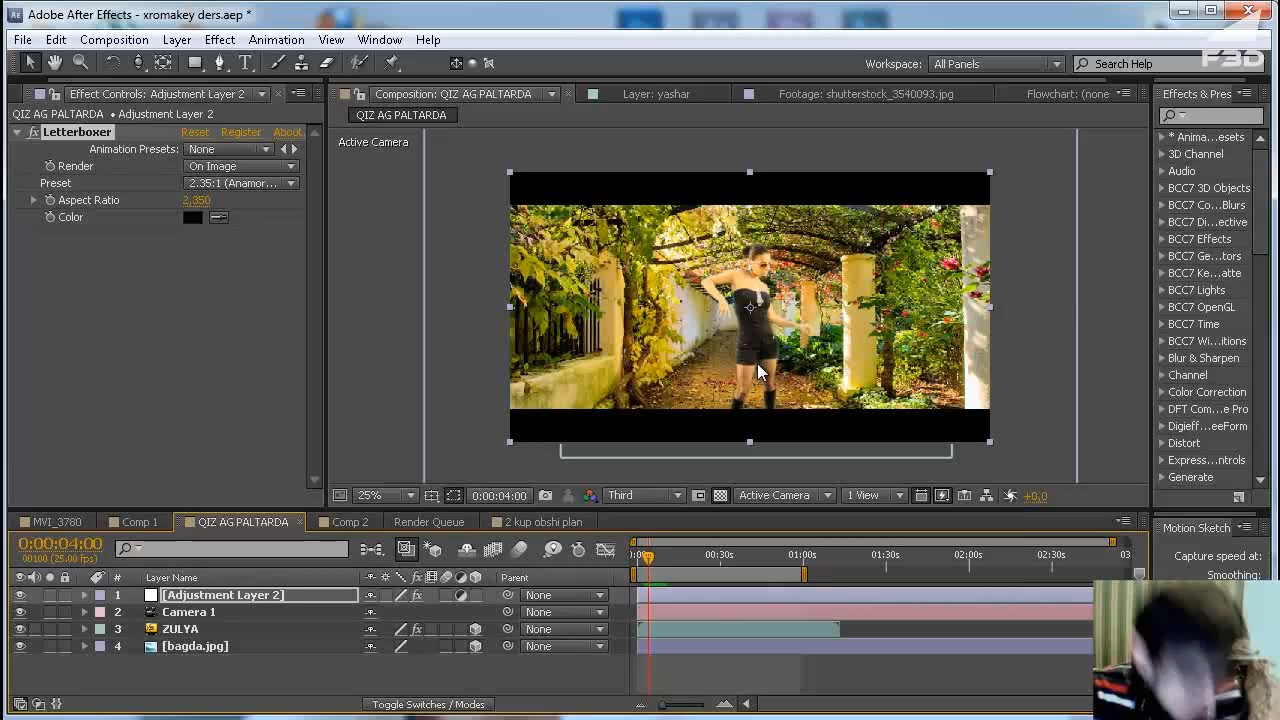 Adobe After Effects - xromakey ders.aep *
File Edit Composition Layer Effect Animation View Window Help
F3D
Workspace: All Panels Search Help
Effect Controls: Adjustment Layer 2 Composition: QIZ AG PALTARDA Layer: yashar Footage: shutterstock_3540093.jpg Flowchart: (none Effects & Pres
QIZ AG PALTARDA • Adjustment Layer 2 QIZ AG PALTARDA
fx Letterboxer Reset Register About
Animation Presets: None
Render On Image
Preset 2.35:1 (Anamor...
Aspect Ratio 2,350
Color
Active Camera
* Anima...esets
3D Channel
Audio
BCC7 3D Objects
BCC7 Co...Blurs
BCC7 Di...ective
BCC7 Effects
BCC7 Ge...tors
BCC7 Ke...atte
BCC7 Lights
BCC7 OpenGL
BCC7 Time
BCC7 Wi...itions
Blur & Sharpen
Channel
Color Correction
DFT Com...e Pro
Digieff...eeForm
Distort
Express...ntrols
Generate
25% 0:00:04:00 Third Active Camera 1 View +0,0
MVI_3780 Comp 1 QIZ AG PALTARDA Comp 2 Render Queue 2 kup obshi plan
Motion Sketch
Capture speed at:
Smoothing:
0:00:04:00
00100 (25.00 fps)
00:30s 01:00s 01:30s 02:00s 02:30s 03
# Layer Name Parent
1 [Adjustment Layer 2] fx None
2 Camera 1 None
3 ZULYA fx None
4 [bagda.jpg] None
Toggle Switches / Modes